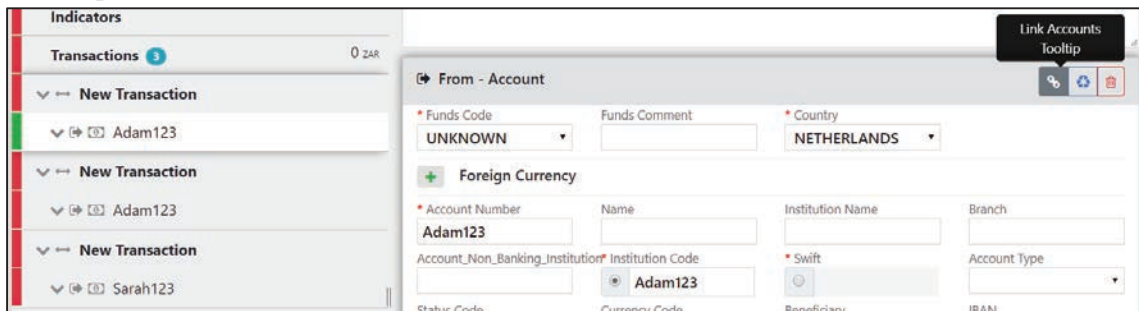 Indicators
Transactions 3 0 ZAR
New Transaction
Adam123
New Transaction
Adam123
New Transaction
Sarah123
Link Accounts
Tooltip
From - Account
* Funds Code Funds Comment * Country
UNKNOWN NETHERLANDS
+ Foreign Currency
* Account Number Name Institution Name Branch
Adam123
Account_Non_Banking_Institution * Institution Code * Swift Account Type
Adam123
Status Code Currency Code Beneficiary IBAN